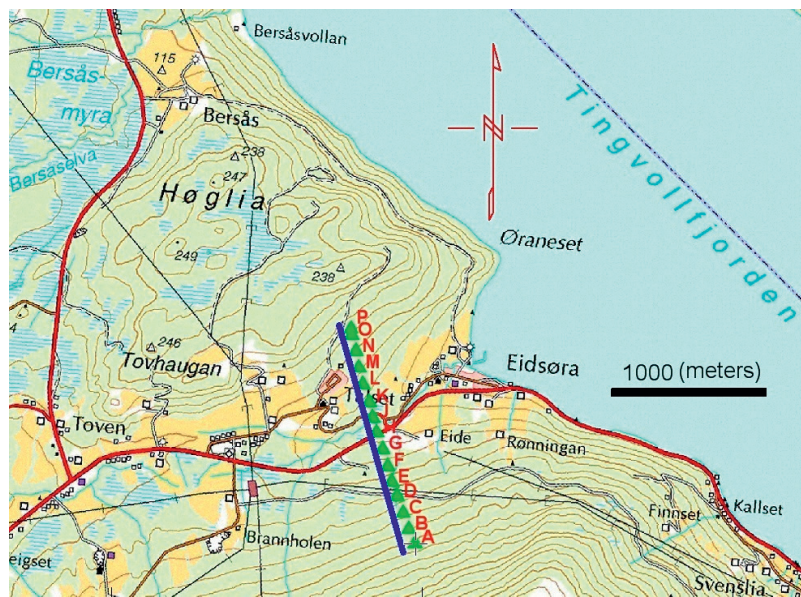 Bersåsvollan
115
Bersås-
myra
Bersås
Bersåselva
238
247
Høglia
N
Tingvollfjorden
Øraneset
249
238
P
O
N
M
L
K
J
I
G
F
E
D
C
B
A
246
Tovhaugan
Eidsøra
1000 (meters)
Toven
Eide
Rønningan
Brannholen
Finnset
Kallset
eigset
Svenslia